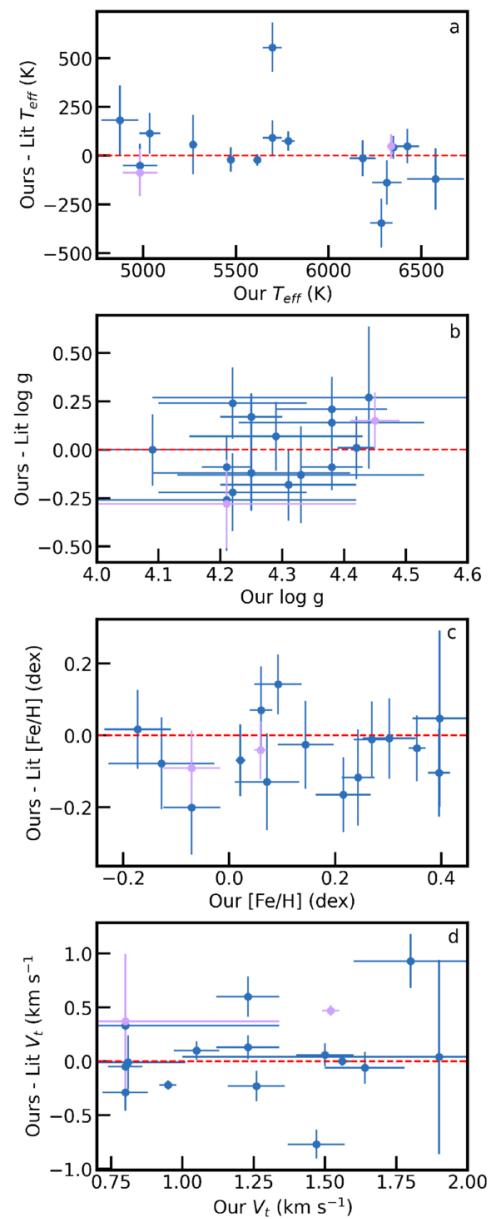 a
Ours - Lit T_eff (K)
500
250
0
−250
−500
5000 5500 6000 6500
Our T_eff (K)
b
Ours - Lit log g
0.50
0.25
0.00
−0.25
−0.50
4.0 4.1 4.2 4.3 4.4 4.5 4.6
Our log g
c
Ours - Lit [Fe/H] (dex)
0.2
0.0
−0.2
−0.2 0.0 0.2 0.4
Our [Fe/H] (dex)
d
Ours - Lit V_t (km s⁻¹)
1.0
0.5
0.0
−0.5
−1.0
0.75 1.00 1.25 1.50 1.75 2.00
Our V_t (km s⁻¹)